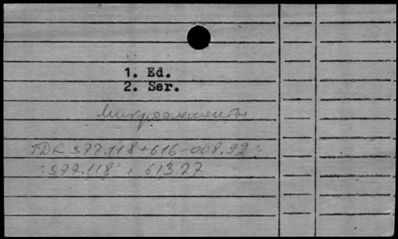 1. Ed.
2. Ser.
Микроэлементы
УДК 577.118+616-008.92:
:577.118 , 613.27